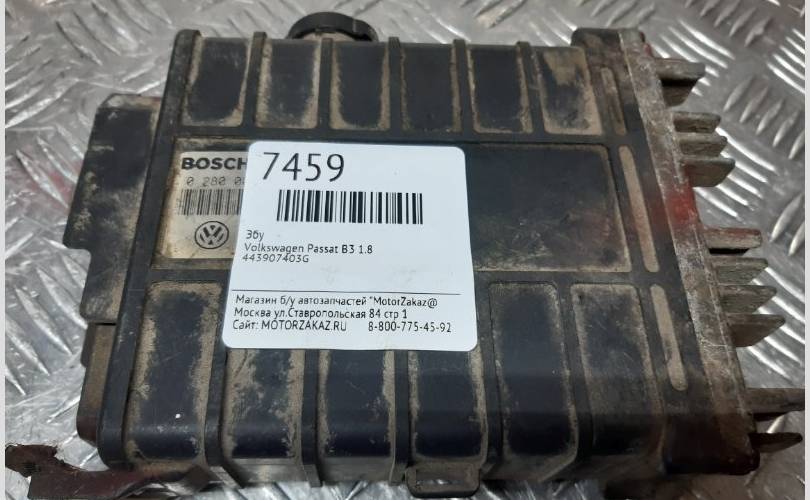 BOSCH
0 280 0
7459
Эбу
Volkswagen Passat B3 1.8
443907403G
Магазин б/у автозапчастей "MotorZakaz@
Москва ул.Ставропольская 84 стр 1
Сайт: MOTORZAKAZ.RU 8-800-775-45-92